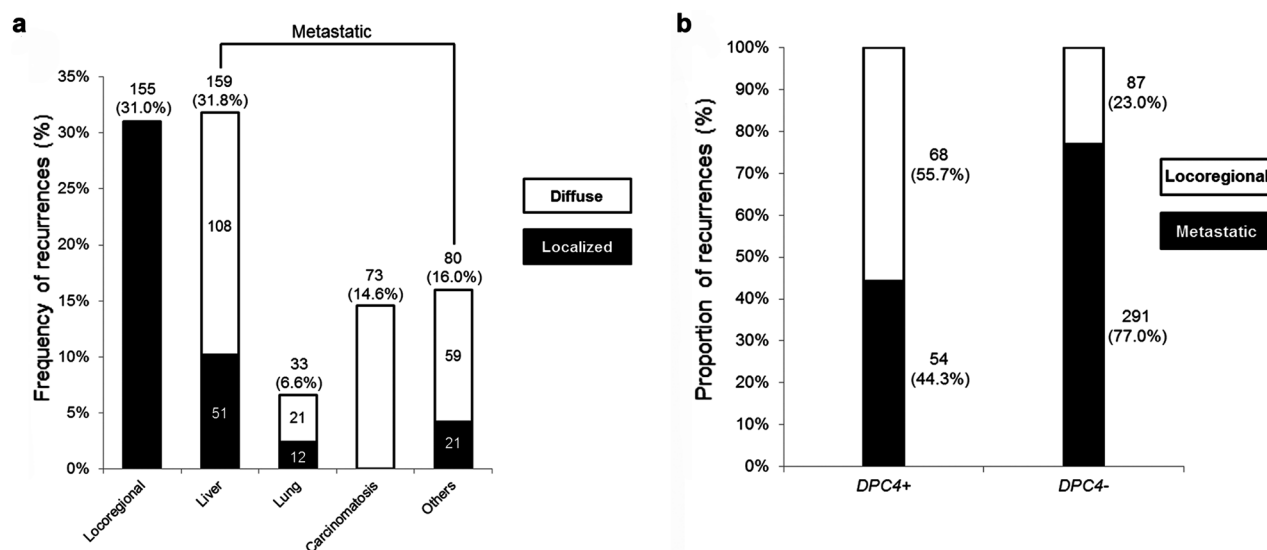 a
Metastatic
Frequency of recurrences (%)
35%
30%
25%
20%
15%
10%
5%
0%
155
(31.0%)
159
(31.8%)
108
51
33
(6.6%)
21
12
73
(14.6%)
80
(16.0%)
59
21
Locoregional
Liver
Lung
Carcinomatosis
Others
Diffuse
Localized
b
Proportion of recurrences (%)
100%
90%
80%
70%
60%
50%
40%
30%
20%
10%
0%
68
(55.7%)
54
(44.3%)
87
(23.0%)
291
(77.0%)
DPC4+
DPC4-
Locoregional
Metastatic